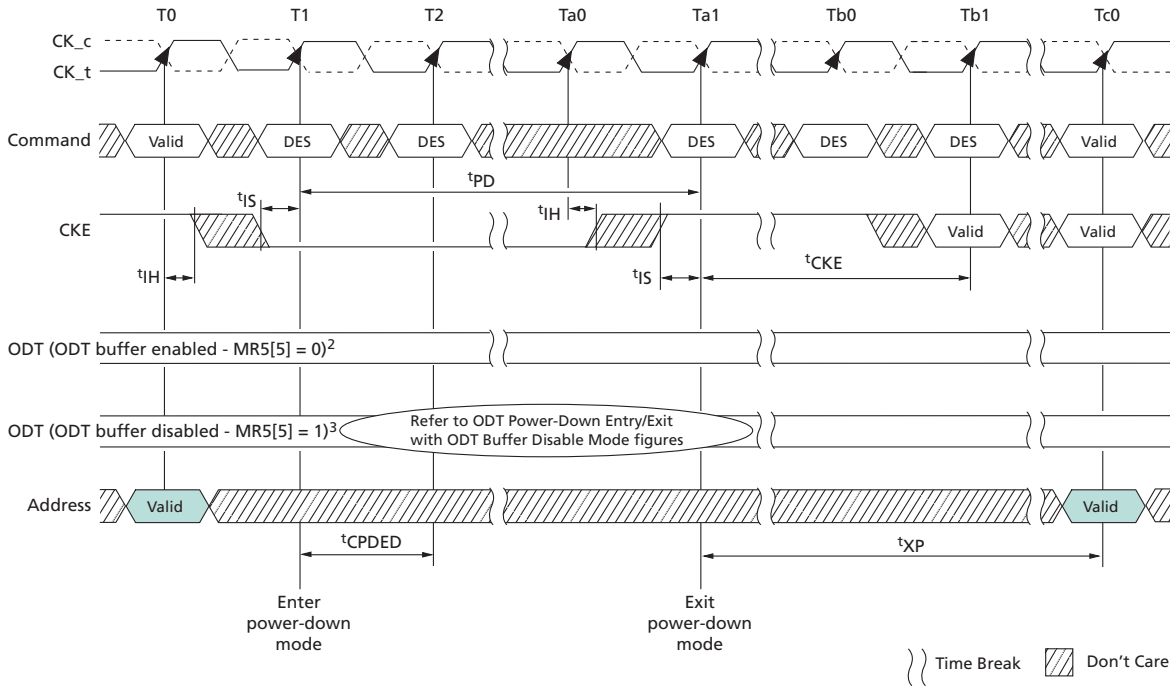 T0 T1 T2 Ta0 Ta1 Tb0 Tb1 Tc0
CK_c
CK_t
Command Valid DES DES DES DES DES Valid
tPD
tIS
tIH
CKE Valid Valid
tIH
tIS
tCKE
ODT (ODT buffer enabled - MR5[5] = 0)2
ODT (ODT buffer disabled - MR5[5] = 1)3
Refer to ODT Power-Down Entry/Exit
with ODT Buffer Disable Mode figures
Address Valid Valid
tCPDED
tXP
Enter
power-down
mode
Exit
power-down
mode
Time Break Don't Care